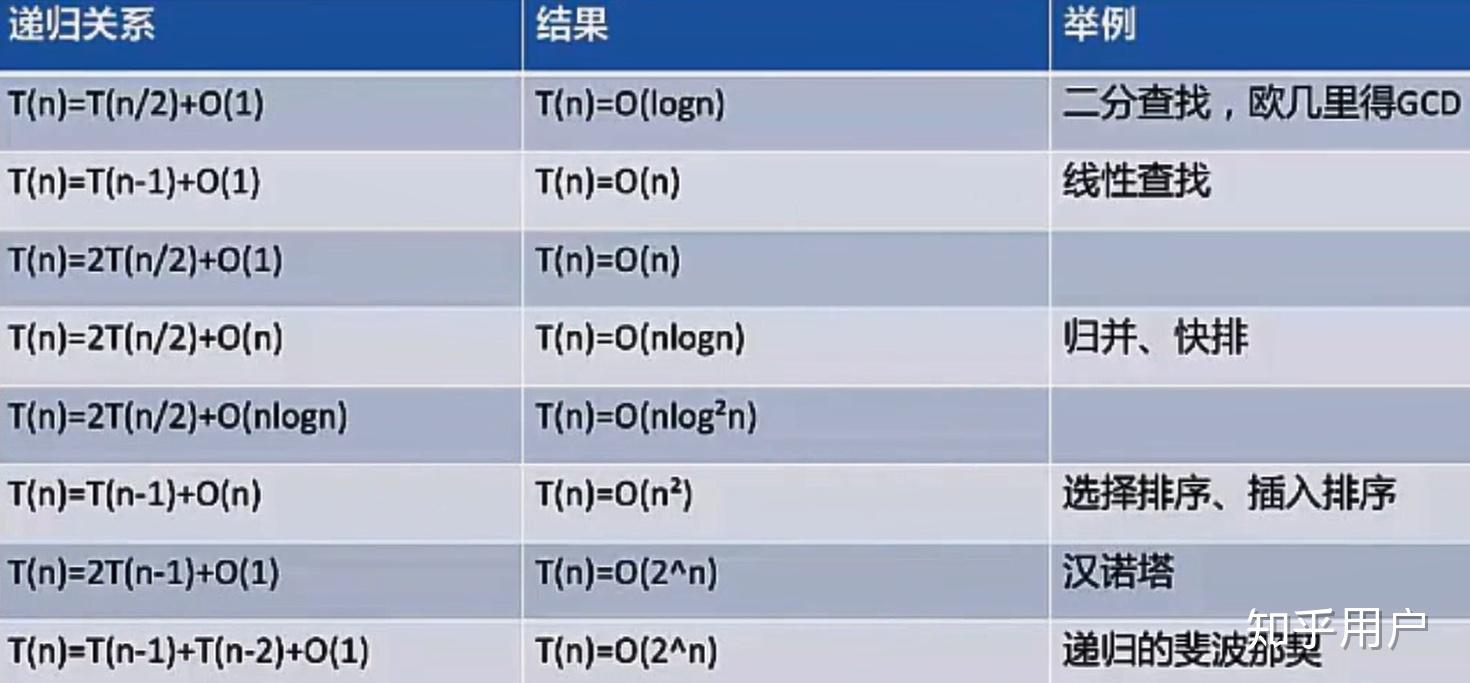 递归关系 结果 举例
T(n)=T(n/2)+O(1) T(n)=O(logn) 二分查找，欧几里得GCD
T(n)=T(n-1)+O(1) T(n)=O(n) 线性查找
T(n)=2T(n/2)+O(1) T(n)=O(n)
T(n)=2T(n/2)+O(n) T(n)=O(nlogn) 归并、快排
T(n)=2T(n/2)+O(nlogn) T(n)=O(nlog²n)
T(n)=T(n-1)+O(n) T(n)=O(n²) 选择排序、插入排序
T(n)=2T(n-1)+O(1) T(n)=O(2^n) 汉诺塔
T(n)=T(n-1)+T(n-2)+O(1) T(n)=O(2^n) 递归的斐波那契
知乎用户